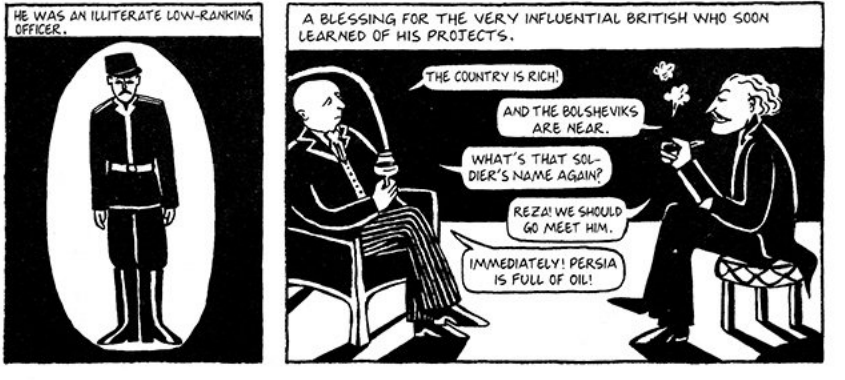 HE WAS AN ILLITERATE LOW-RANKING
OFFICER.
A BLESSING FOR THE VERY INFLUENTIAL BRITISH WHO SOON
LEARNED OF HIS PROJECTS.
THE COUNTRY IS RICH!
AND THE BOLSHEVIKS
ARE NEAR.
WHAT'S THAT SOL-
DIER'S NAME AGAIN?
REZA! WE SHOULD
GO MEET HIM.
IMMEDIATELY! PERSIA
IS FULL OF OIL!